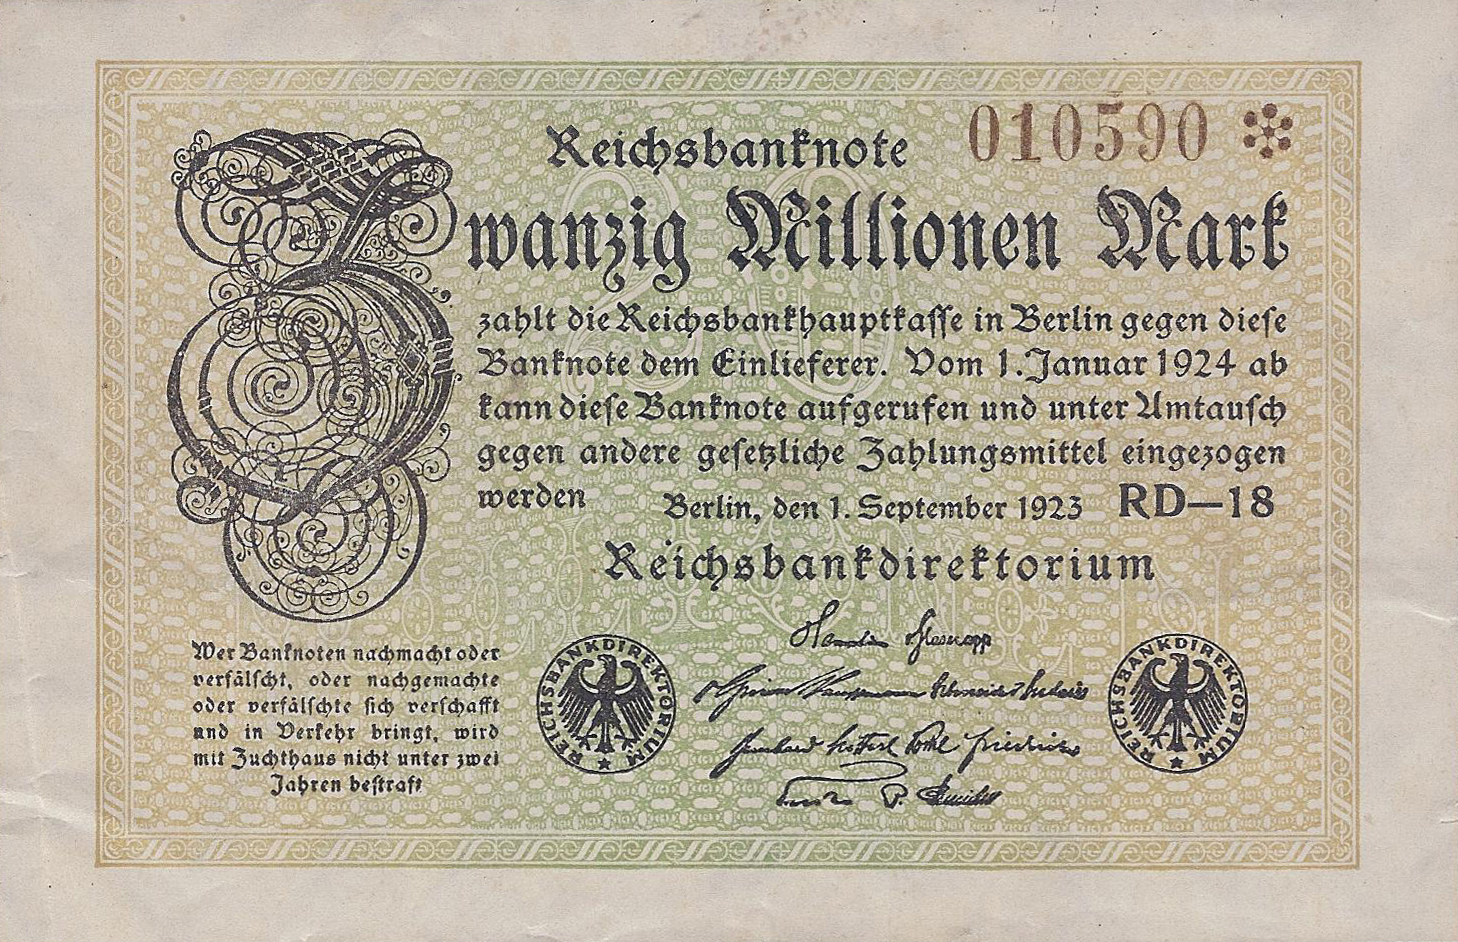 010590
Reichsbanknote
Zwanzig Millionen Mark
zahlt die Reichsbankhauptkasse in Berlin gegen diese
Banknote dem Einlieferer. Vom 1. Januar 1924 ab
kann diese Banknote aufgerufen und unter Umtausch
gegen andere gesetzliche Zahlungsmittel eingezogen
werden
Berlin, den 1. September 1923 RD-18
Reichsbankdirektorium
Wer Banknoten nachmacht oder
verfälscht, oder nachgemachte
oder verfälschte sich verschafft
und in Verkehr bringt, wird
mit Zuchthaus nicht unter zwei
Jahren bestraft
REICHSBANKDIREKTORIUM
REICHSBANKDIREKTORIUM
20